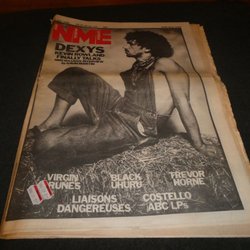 NME
DEXYS
KEVIN ROWLAND
FINALLY TALKS
VIRGIN
PRUNES
BLACK
UHURU
TREVOR
HORNE
LIAISONS
DANGEREUSES
COSTELLO
ABC LPs